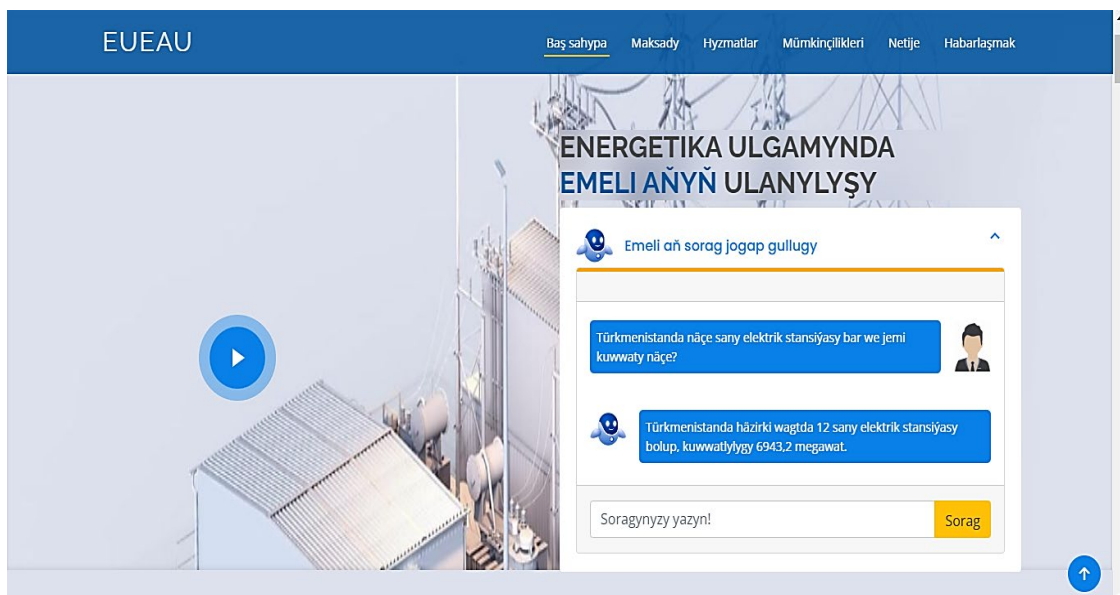 EUEAU
Baş sahypa Maksady Hyzmatlar Mümkinçilikleri Netije Habarlaşmak
ENERGETIKA ULGAMYNDA
EMELI AŇYŇ ULANYLYŞY
Emeli aň sorag jogap gullugy
Türkmenistanda näçe sany elektrik stansiýasy bar we jemi
kuwwaty näçe?
Türkmenistanda häzirki wagtda 12 sany elektrik stansiýasy
bolup, kuwwatlylygy 6943,2 megawat.
Soragynyzy yazyn!
Sorag